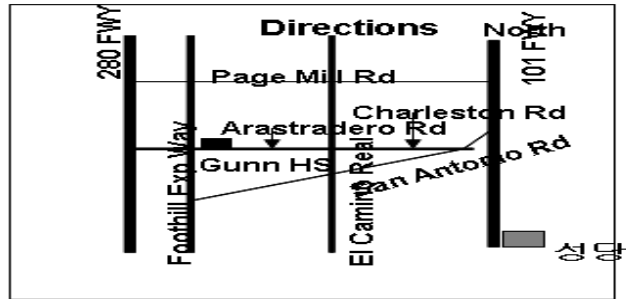 Directions
North
280 FWY
101 FWY
Page Mill Rd
Charleston Rd
Arastradero Rd
Gunn HS
San Antonio Rd
Foothill Exp Way
El Camino Real
성당